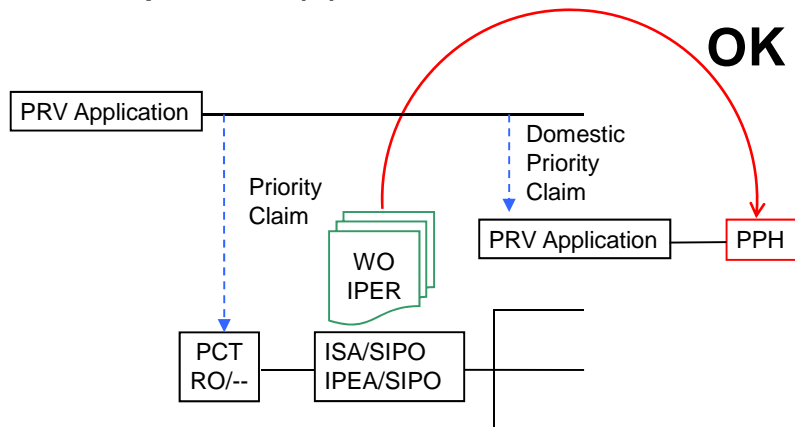 OK
PRV Application
Domestic
Priority
Claim
Priority
Claim
PRV Application
PPH
WO
IPER
PCT
RO/--
ISA/SIPO
IPEA/SIPO